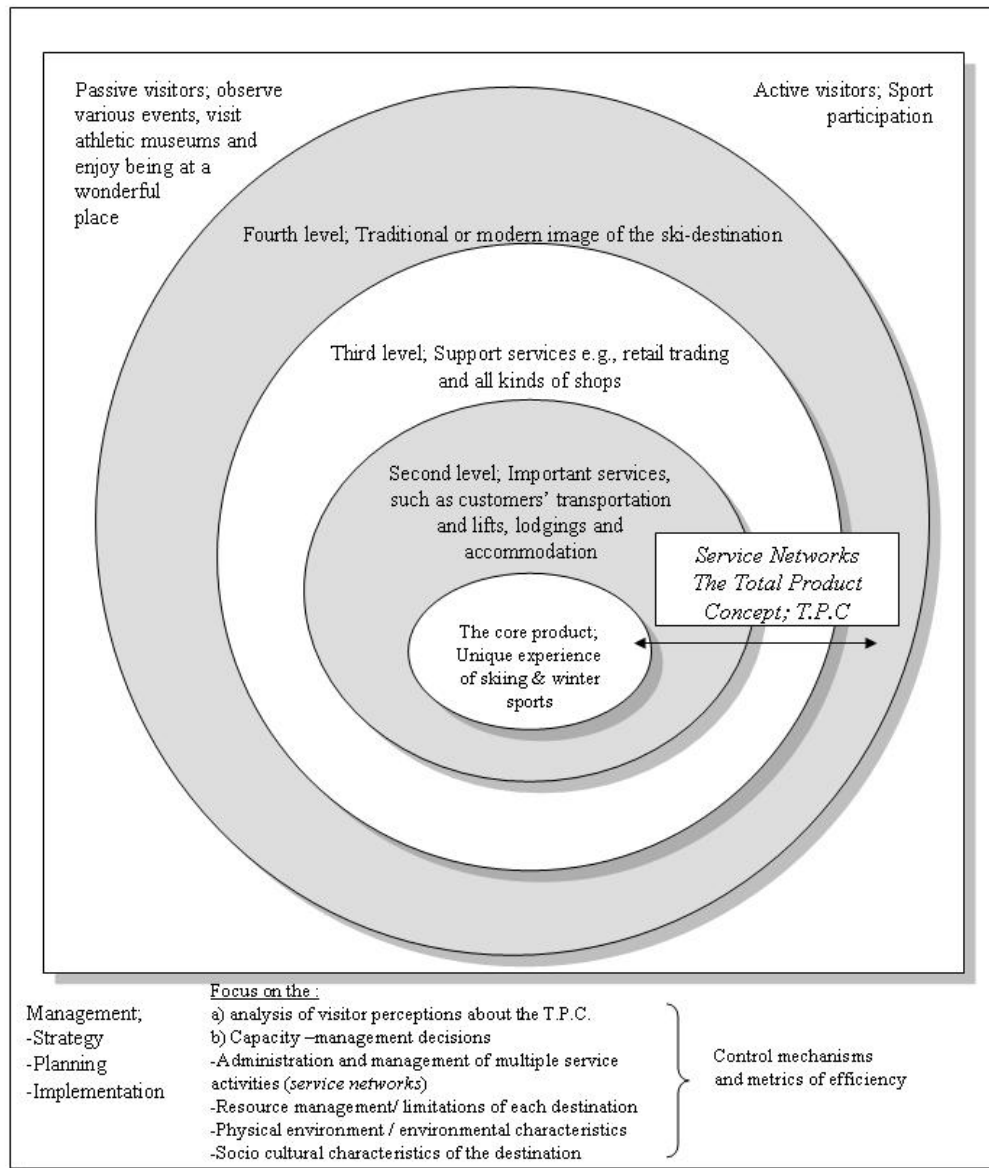 Passive visitors; observe
various events, visit
athletic museums and
enjoy being at a
wonderful
place
Active visitors; Sport
participation
Fourth level; Traditional or modern image of the ski-destination
Third level; Support services e.g., retail trading
and all kinds of shops
Second level; Important services,
such as customers’ transportation
and lifts, lodgings and
accommodation
Service Networks
The Total Product
Concept; T.P.C
The core product;
Unique experience
of skiing & winter
sports
Management;
-Strategy
-Planning
-Implementation
Focus on the :
a) analysis of visitor perceptions about the T.P.C.
b) Capacity –management decisions
-Administration and management of multiple service
activities (service networks)
-Resource management/ limitations of each destination
-Physical environment / environmental characteristics
-Socio cultural characteristics of the destination
Control mechanisms
and metrics of efficiency